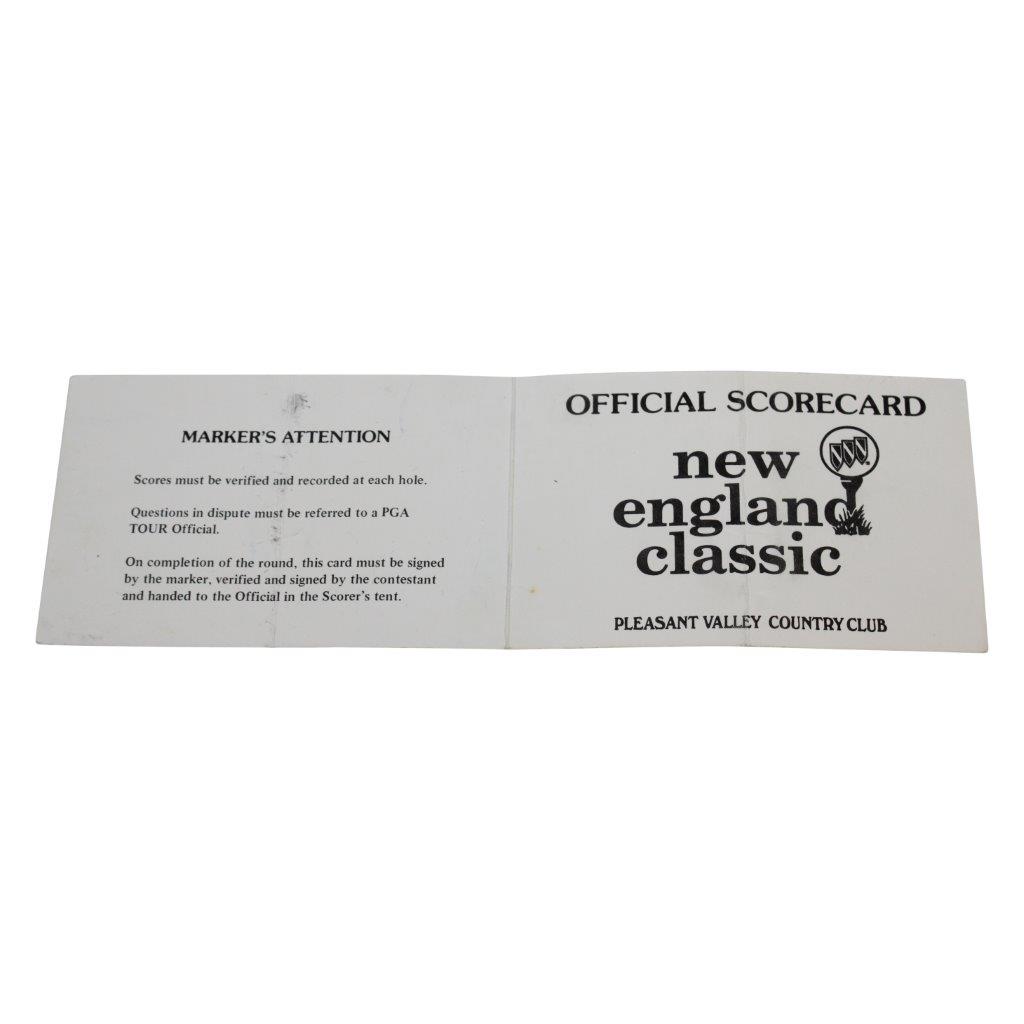 MARKER'S ATTENTION
Scores must be verified and recorded at each hole.
Questions in dispute must be referred to a PGA
TOUR Official.
On completion of the round, this card must be signed
by the marker, verified and signed by the contestant
and handed to the Official in the Scorer's tent.
OFFICIAL SCORECARD
new
england
classic
PLEASANT VALLEY COUNTRY CLUB